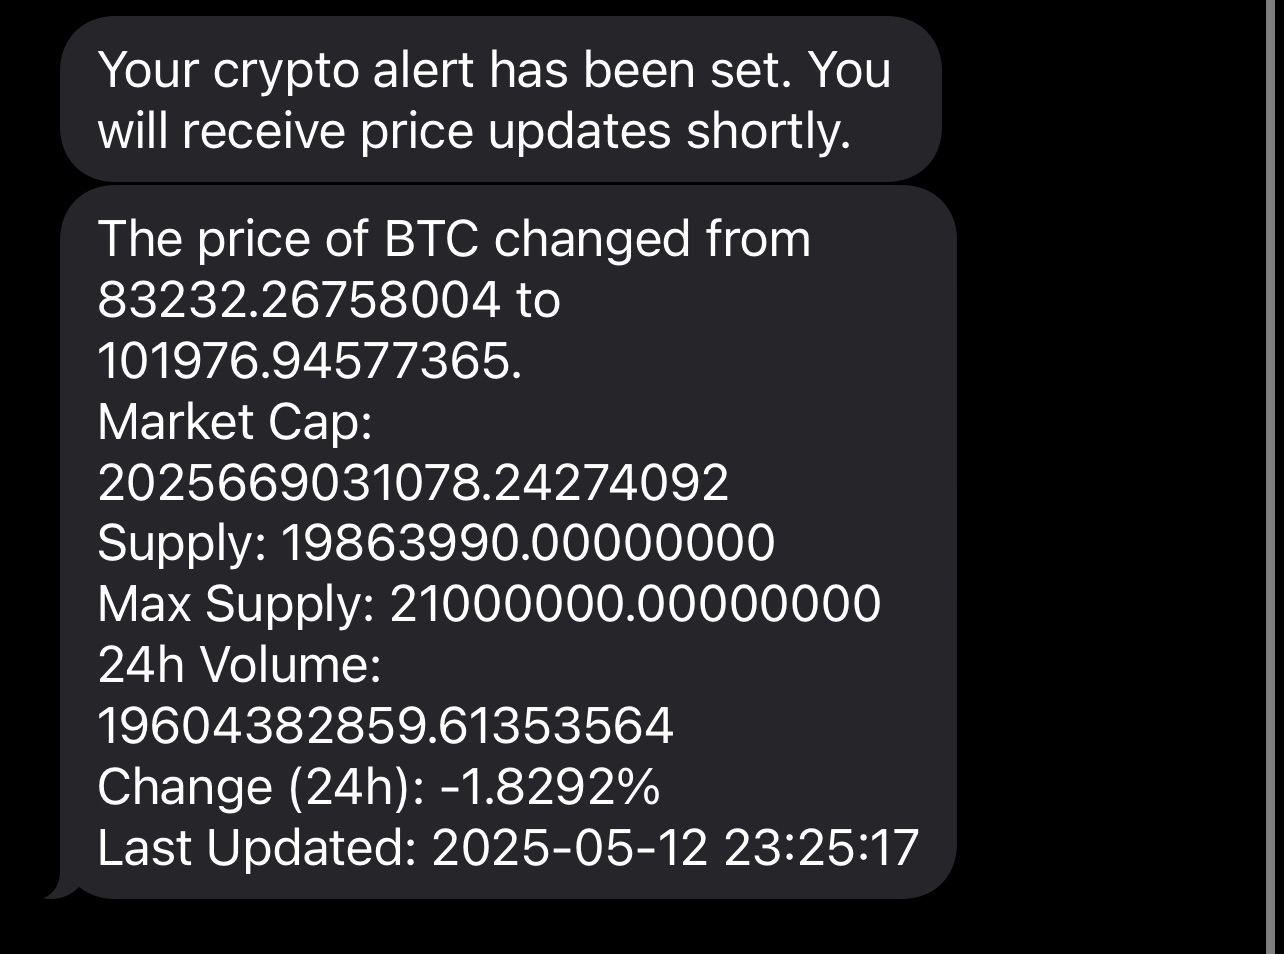 Your crypto alert has been set. You
will receive price updates shortly.
The price of BTC changed from
83232.26758004 to
101976.94577365.
Market Cap:
2025669031078.24274092
Supply: 19863990.00000000
Max Supply: 21000000.00000000
24h Volume:
19604382859.61353564
Change (24h): -1.8292%
Last Updated: 2025-05-12 23:25:17